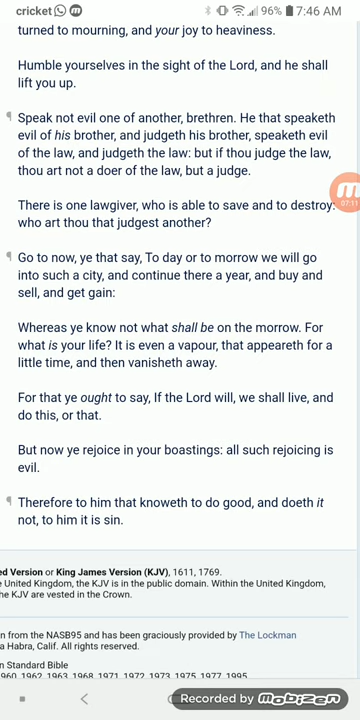 cricket 96% 7:46 AM
turned to mourning, and your joy to heaviness.
Humble yourselves in the sight of the Lord, and he shall
lift you up.
¶ Speak not evil one of another, brethren. He that speaketh
evil of his brother, and judgeth his brother, speaketh evil
of the law, and judgeth the law: but if thou judge the law,
thou art not a doer of the law, but a judge.
There is one lawgiver, who is able to save and to destroy:
who art thou that judgest another?
07:11
¶ Go to now, ye that say, To day or to morrow we will go
into such a city, and continue there a year, and buy and
sell, and get gain:
Whereas ye know not what shall be on the morrow. For
what is your life? It is even a vapour, that appeareth for a
little time, and then vanisheth away.
For that ye ought to say, If the Lord will, we shall live, and
do this, or that.
But now ye rejoice in your boastings: all such rejoicing is
evil.
¶ Therefore to him that knoweth to do good, and doeth it
not, to him it is sin.
ed Version or King James Version (KJV), 1611, 1769.
e United Kingdom, the KJV is in the public domain. Within the United Kingdom,
he KJV are vested in the Crown.
n from the NASB95 and has been graciously provided by The Lockman
a Habra, Calif. All rights reserved.
n Standard Bible
960, 1962, 1963, 1968, 1971, 1972, 1973, 1975, 1977, 1995
Recorded by Mobizen